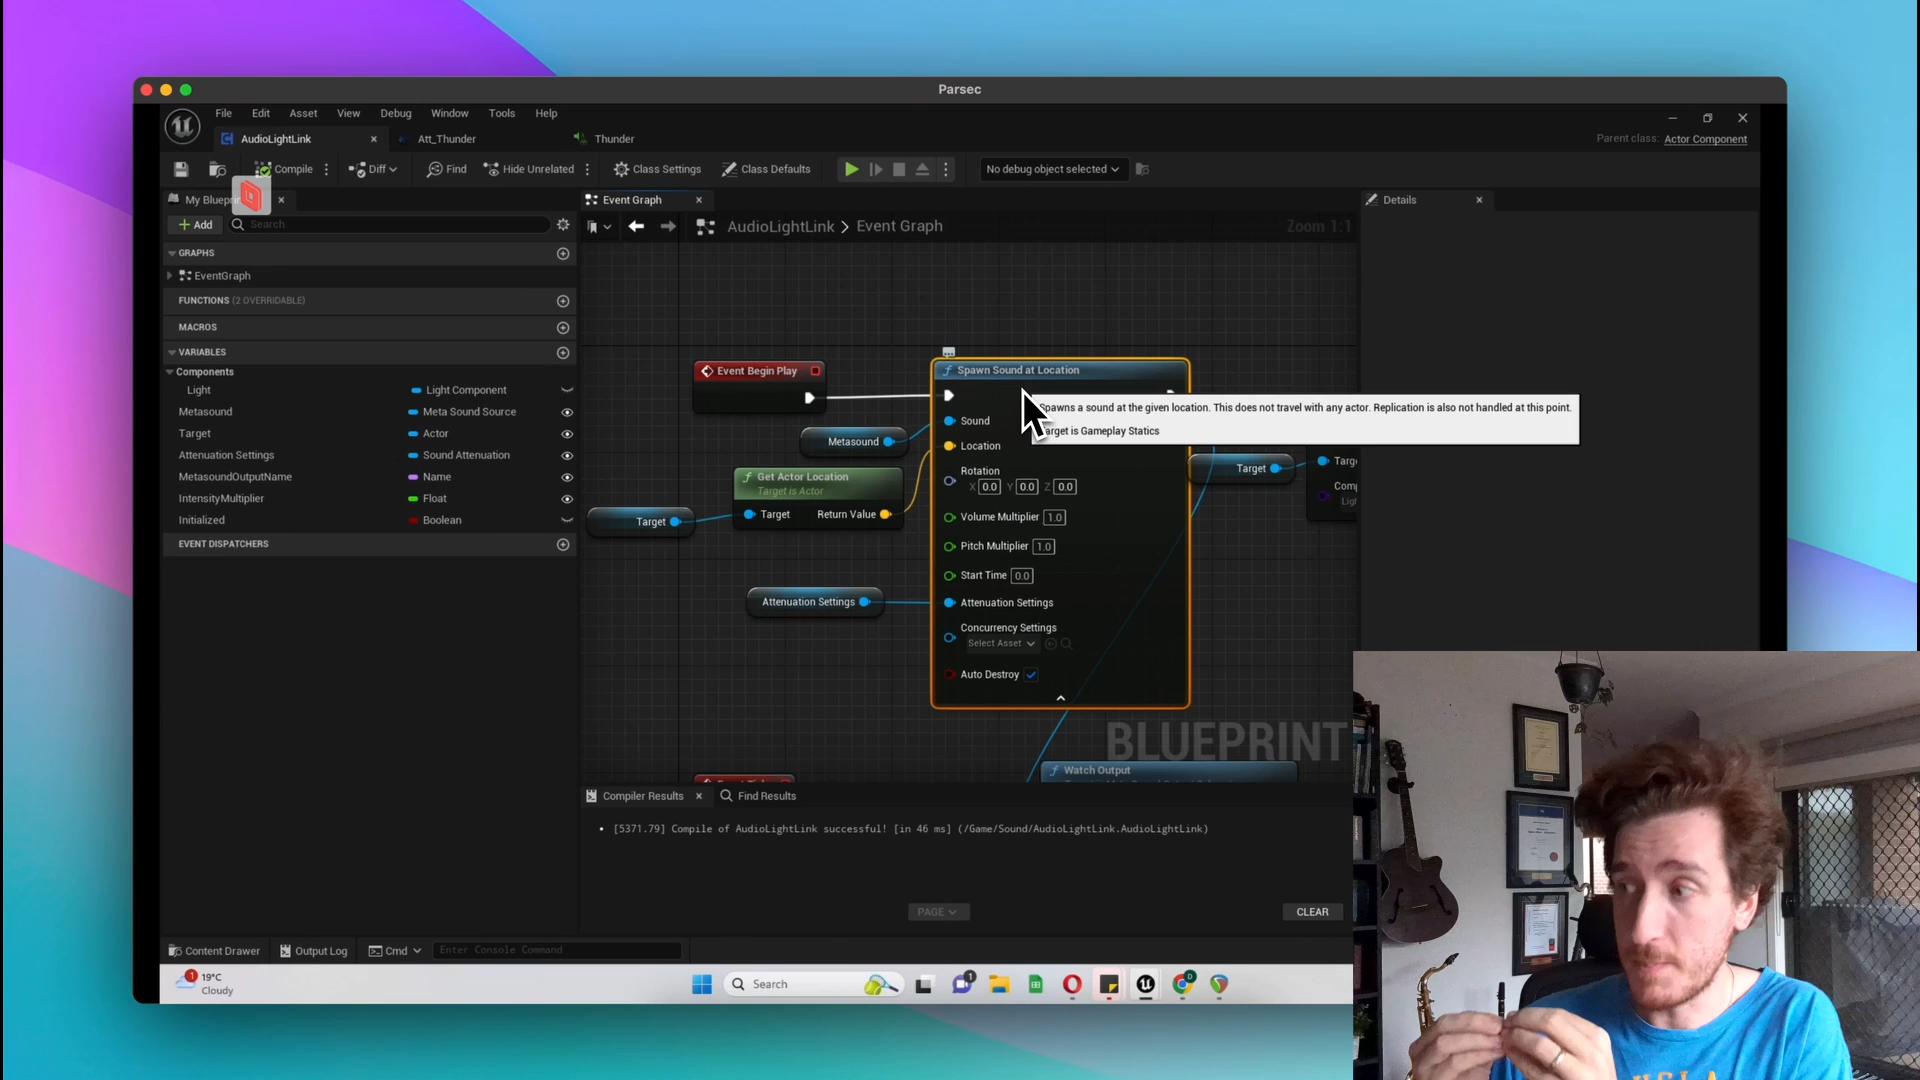 Parsec
File Edit Asset View Debug Window Tools Help
AudioLightLink Att_Thunder Thunder
Parent class: Actor Component
Compile Diff Find Hide Unrelated Class Settings Class Defaults No debug object selected
My Blueprin
Event Graph
Details
Add Search
AudioLightLink > Event Graph
Zoom 1:1
GRAPHS
EventGraph
FUNCTIONS (2 OVERRIDABLE)
MACROS
VARIABLES
Components
Light Light Component
Metasound Meta Sound Source
Target Actor
Attenuation Settings Sound Attenuation
MetasoundOutputName Name
IntensityMultiplier Float
Initialized Boolean
EVENT DISPATCHERS
Event Begin Play
Metasound
Get Actor Location
Target is Actor
Target Return Value
Target
Attenuation Settings
Spawn Sound at Location
Sound
Location
Rotation
X 0.0 Y 0.0 Z 0.0
Volume Multiplier 1.0
Pitch Multiplier 1.0
Start Time 0.0
Attenuation Settings
Concurrency Settings
Select Asset
Auto Destroy
Spawns a sound at the given location. This does not travel with any actor. Replication is also not handled at this point.
Target is Gameplay Statics
Target
Targe
Comp
Ligh
BLUEPRINT
Watch Output
Compiler Results Find Results
[5371.79] Compile of AudioLightLink successful! [in 46 ms] (/Game/Sound/AudioLightLink.AudioLightLink)
PAGE
CLEAR
Content Drawer Output Log Cmd Enter Console Command
1
19°C
Cloudy
Search
1
D